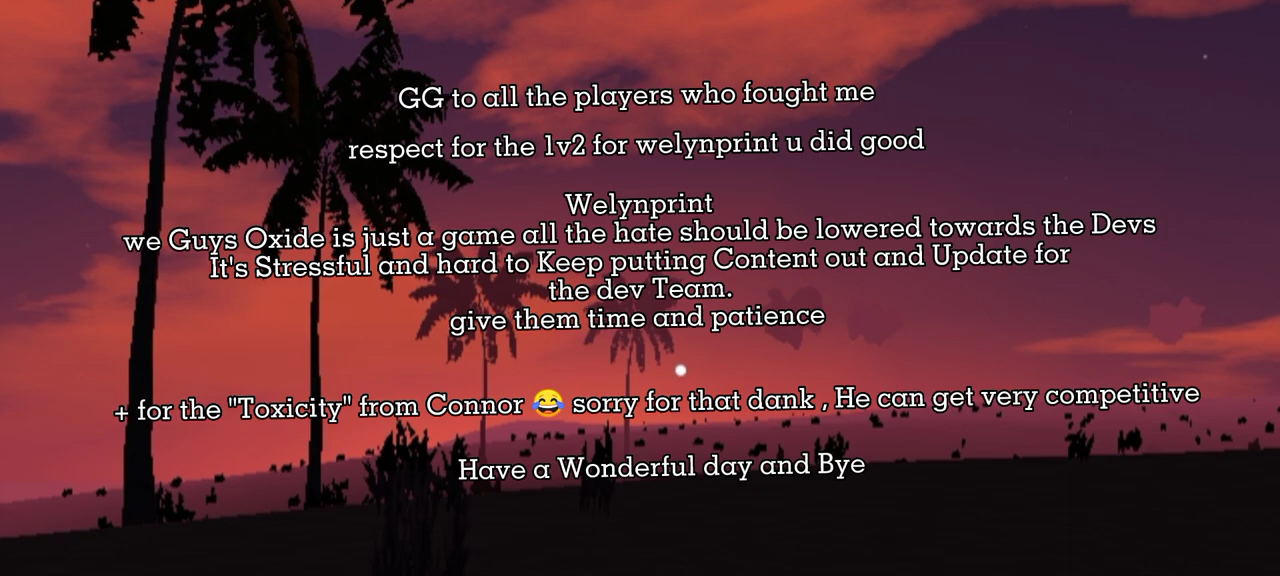 GG to all the players who fought me
respect for the 1v2 for welynprint u did good
Welynprint
we Guys Oxide is just a game all the hate should be lowered towards the Devs
It's Stressful and hard to Keep putting Content out and Update for
the dev Team.
give them time and patience
+ for the "Toxicity" from Connor 😂 sorry for that dank , He can get very competitive
Have a Wonderful day and Bye